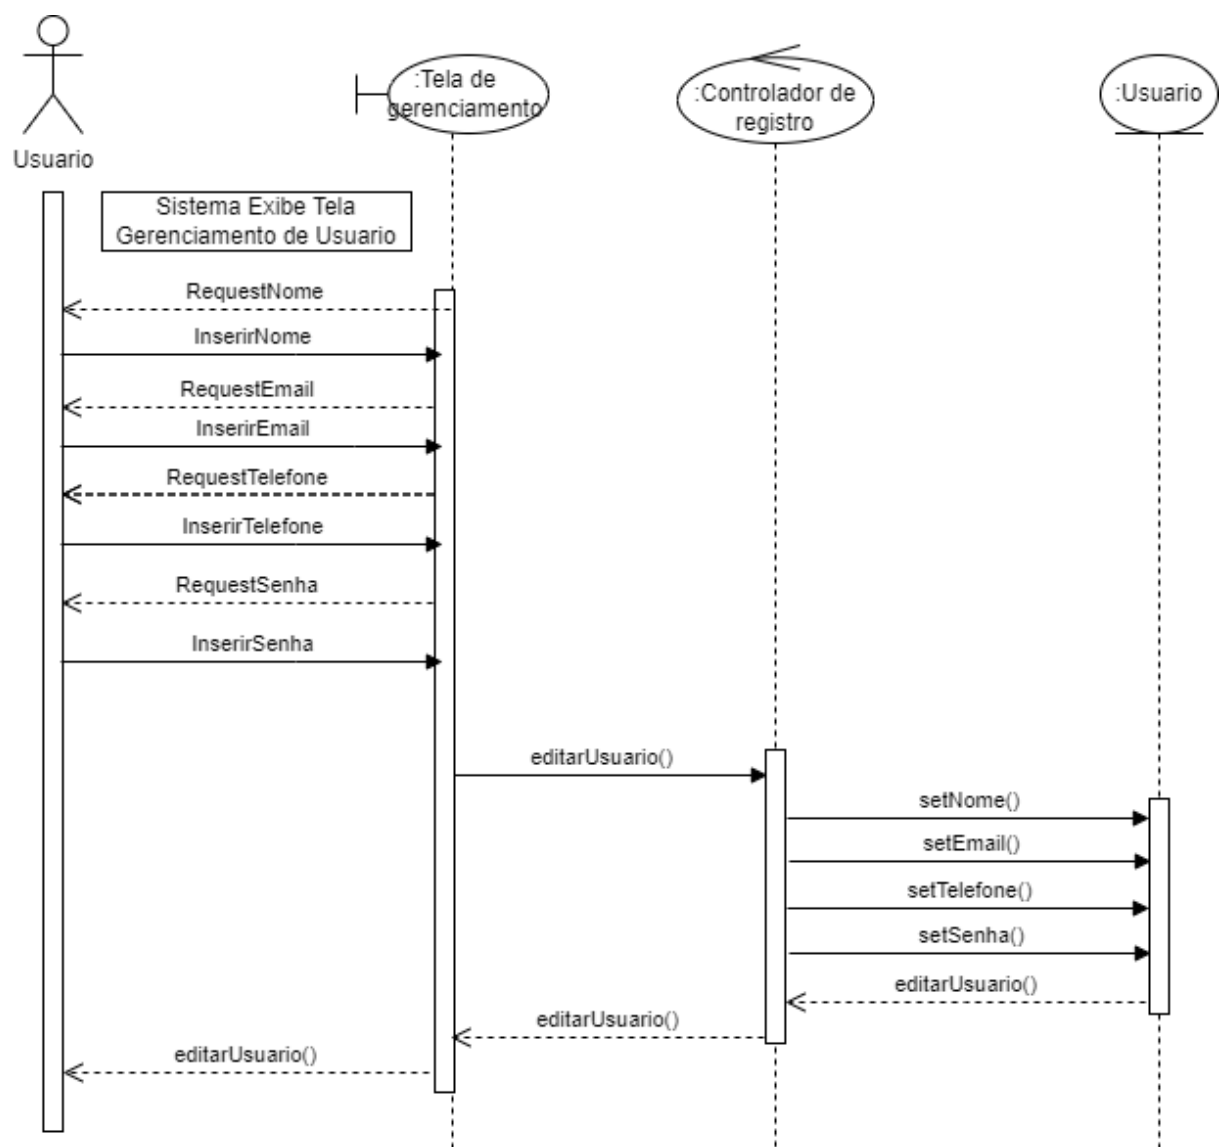 :Tela de
gerenciamento
:Controlador de
registro
:Usuario
Usuario
Sistema Exibe Tela
Gerenciamento de Usuario
RequestNome
InserirNome
RequestEmail
InserirEmail
RequestTelefone
InserirTelefone
RequestSenha
InserirSenha
editarUsuario()
setNome()
setEmail()
setTelefone()
setSenha()
editarUsuario()
editarUsuario()
editarUsuario()